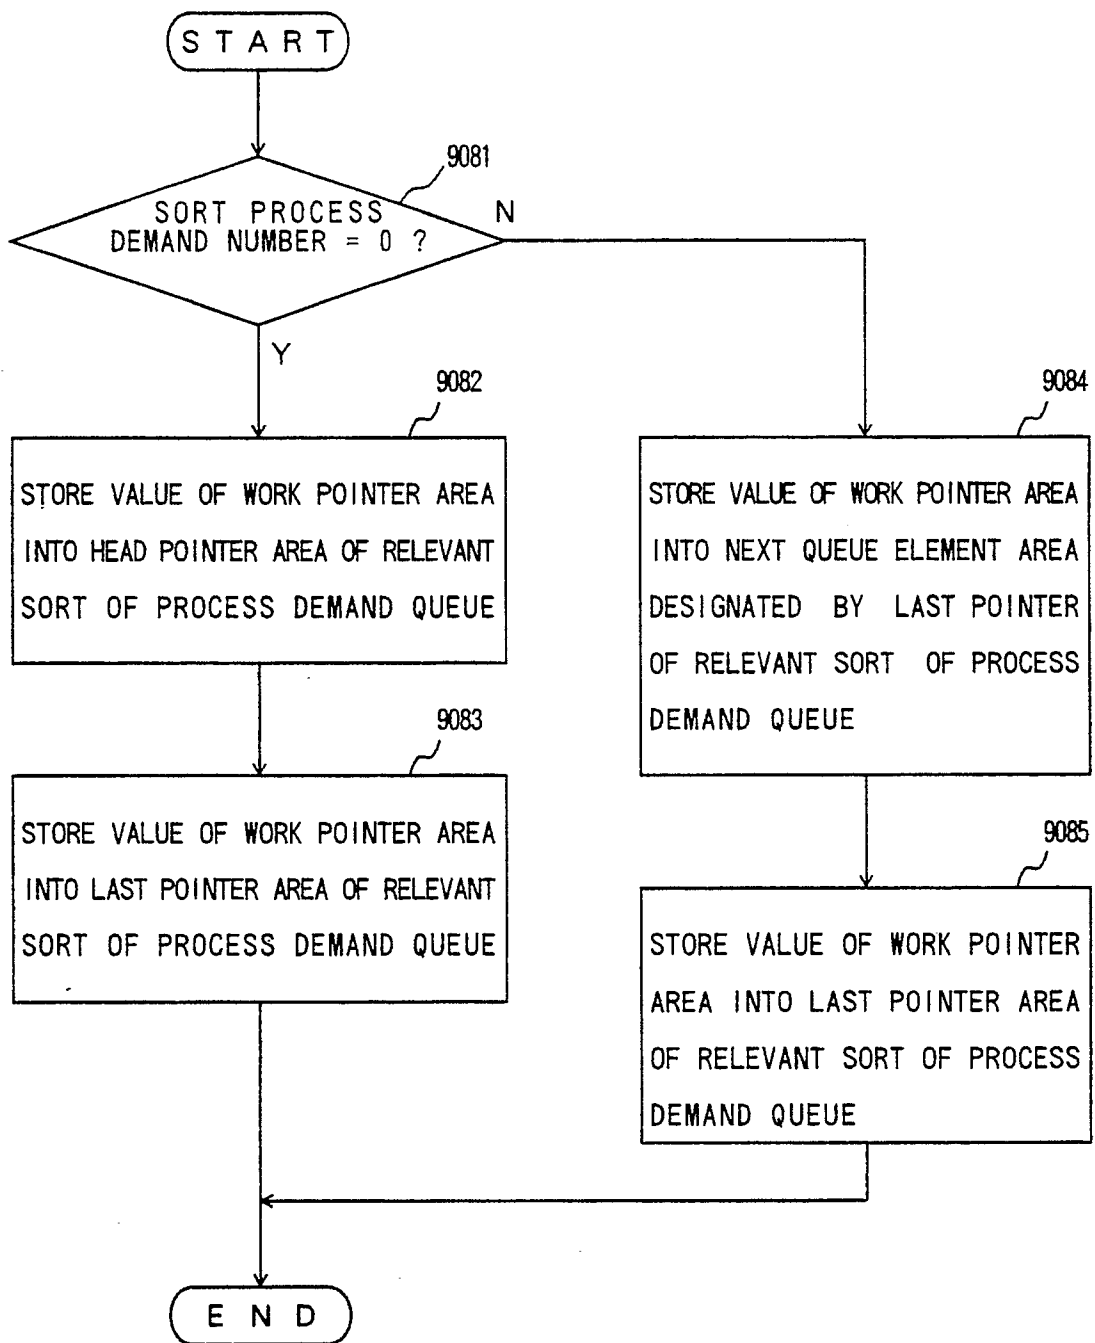 START
9081
SORT PROCESS
DEMAND NUMBER = 0 ?
N
Y
9082
STORE VALUE OF WORK POINTER AREA
INTO HEAD POINTER AREA OF RELEVANT
SORT OF PROCESS DEMAND QUEUE
9083
STORE VALUE OF WORK POINTER AREA
INTO LAST POINTER AREA OF RELEVANT
SORT OF PROCESS DEMAND QUEUE
9084
STORE VALUE OF WORK POINTER AREA
INTO NEXT QUEUE ELEMENT AREA
DESIGNATED BY LAST POINTER
OF RELEVANT SORT OF PROCESS
DEMAND QUEUE
9085
STORE VALUE OF WORK POINTER
AREA INTO LAST POINTER AREA
OF RELEVANT SORT OF PROCESS
DEMAND QUEUE
END